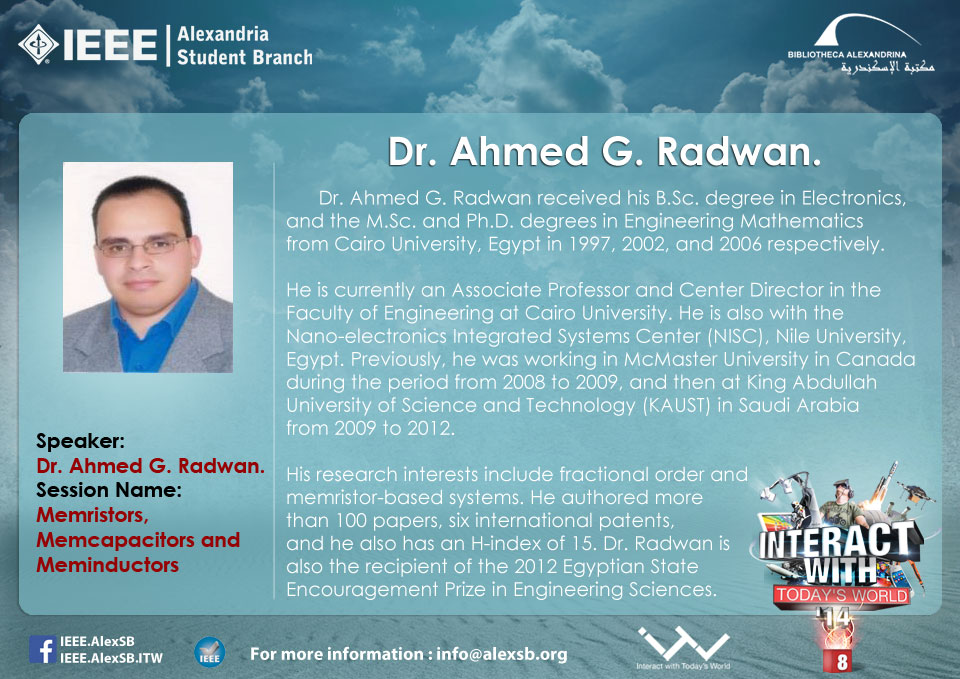 IEEE
Alexandria
Student Branch
BIBLIOTHECA ALEXANDRINA
مكتبة الإسكندرية
Dr. Ahmed G. Radwan.
Dr. Ahmed G. Radwan received his B.Sc. degree in Electronics,
and the M.Sc. and Ph.D. degrees in Engineering Mathematics
from Cairo University, Egypt in 1997, 2002, and 2006 respectively.
He is currently an Associate Professor and Center Director in the
Faculty of Engineering at Cairo University. He is also with the
Nano-electronics Integrated Systems Center (NISC), Nile University,
Egypt. Previously, he was working in McMaster University in Canada
during the period from 2008 to 2009, and then at King Abdullah
University of Science and Technology (KAUST) in Saudi Arabia
from 2009 to 2012.
His research interests include fractional order and
memristor-based systems. He authored more
than 100 papers, six international patents,
and he also has an H-index of 15. Dr. Radwan is
also the recipient of the 2012 Egyptian State
Encouragement Prize in Engineering Sciences.
Speaker:
Dr. Ahmed G. Radwan.
Session Name:
Memristors,
Memcapacitors and
Meminductors
INTERACT
WITH
TODAY'S WORLD
'14
8
IEEE.AlexSB
IEEE.AlexSB.ITW
IEEE
For more information : info@alexsb.org
itw
Interact with Today's World